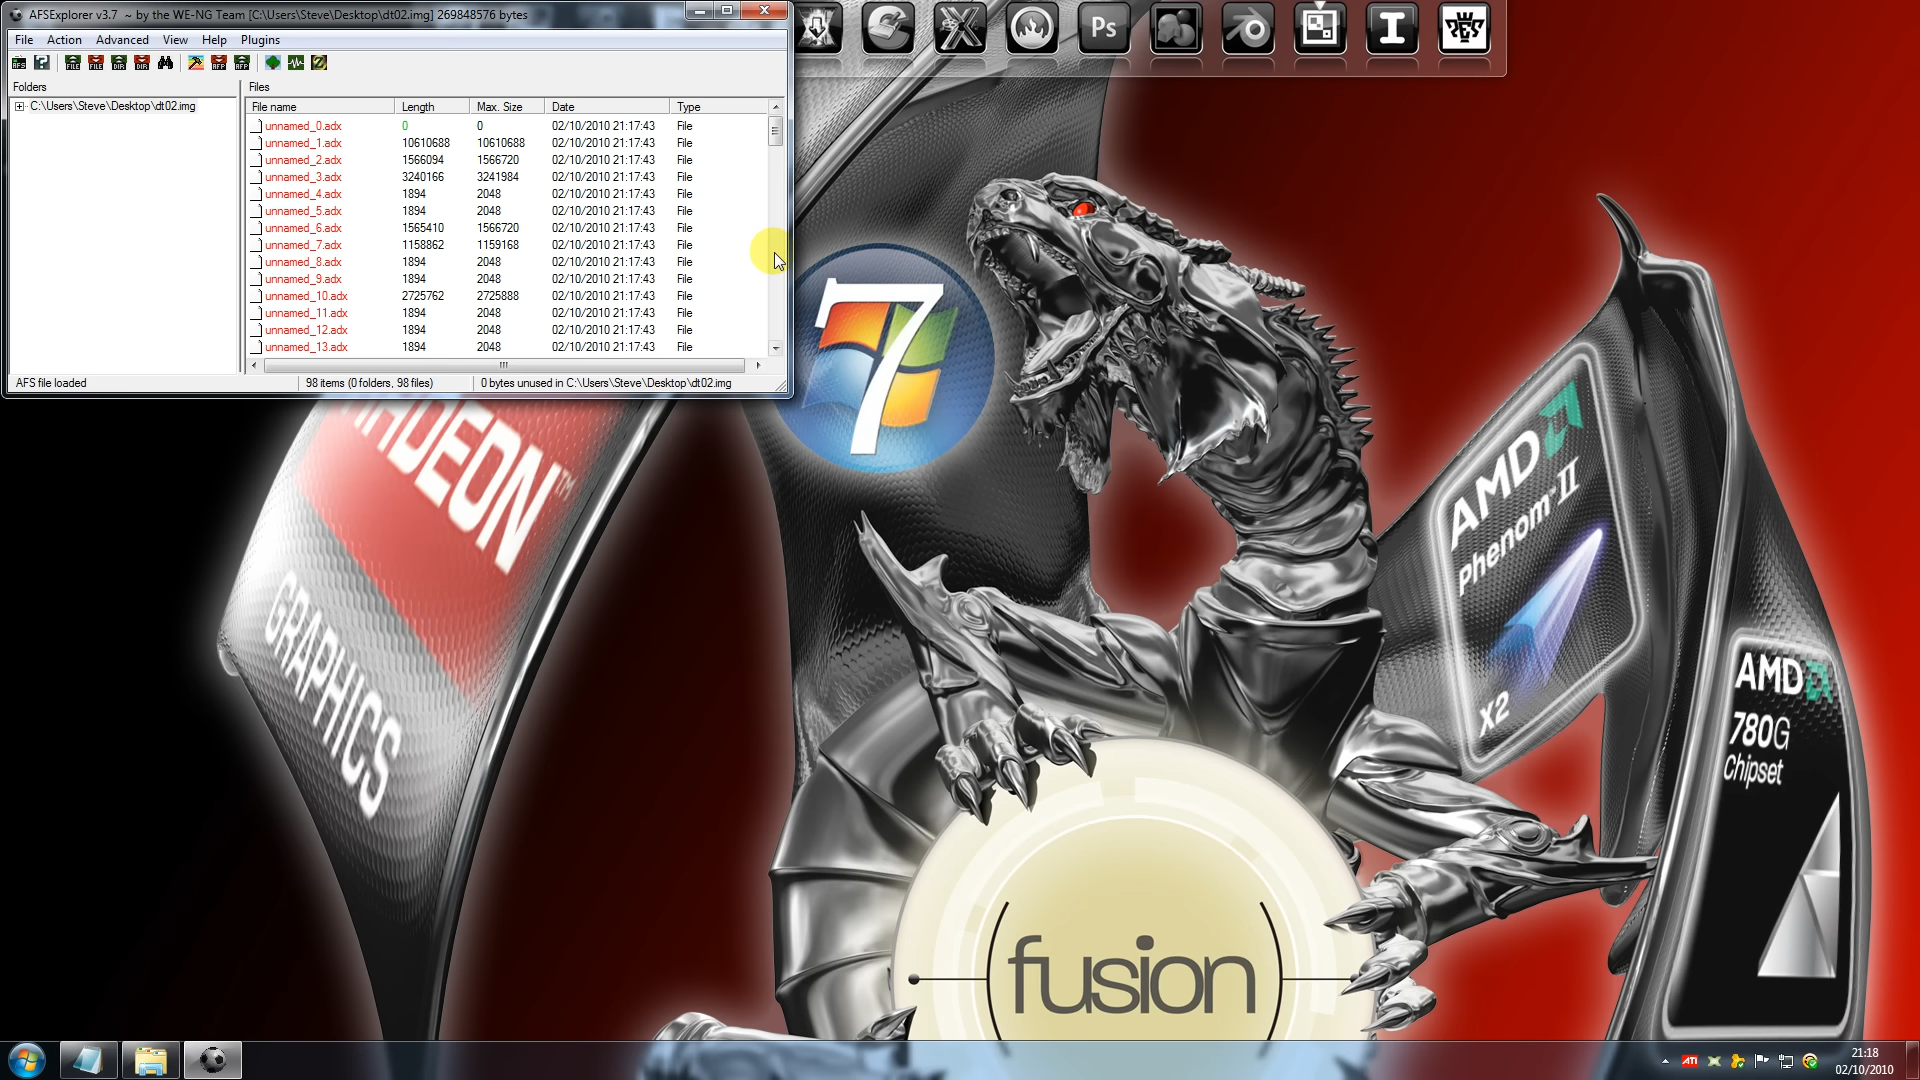 AFSExplorer v3.7 ~ by the WE-NG Team [C:\Users\Steve\Desktop\dt02.img] 269848576 bytes
File Action Advanced View Help Plugins
Folders
Files
C:\Users\Steve\Desktop\dt02.img
File name Length Max. Size Date Type
unnamed_0.adx 0 0 02/10/2010 21:17:43 File
unnamed_1.adx 10610688 10610688 02/10/2010 21:17:43 File
unnamed_2.adx 1566094 1566720 02/10/2010 21:17:43 File
unnamed_3.adx 3240166 3241984 02/10/2010 21:17:43 File
unnamed_4.adx 1894 2048 02/10/2010 21:17:43 File
unnamed_5.adx 1894 2048 02/10/2010 21:17:43 File
unnamed_6.adx 1565410 1566720 02/10/2010 21:17:43 File
unnamed_7.adx 1158862 1159168 02/10/2010 21:17:43 File
unnamed_8.adx 1894 2048 02/10/2010 21:17:43 File
unnamed_9.adx 1894 2048 02/10/2010 21:17:43 File
unnamed_10.adx 2725762 2725888 02/10/2010 21:17:43 File
unnamed_11.adx 1894 2048 02/10/2010 21:17:43 File
unnamed_12.adx 1894 2048 02/10/2010 21:17:43 File
unnamed_13.adx 1894 2048 02/10/2010 21:17:43 File
AFS file loaded
98 items (0 folders, 98 files)
0 bytes unused in C:\Users\Steve\Desktop\dt02.img
Ps
I
7
ADEON™
GRAPHICS
AMD
Phenom™ II
X2
AMD
780G
Chipset
fusion
ATI
21:18
02/10/2010